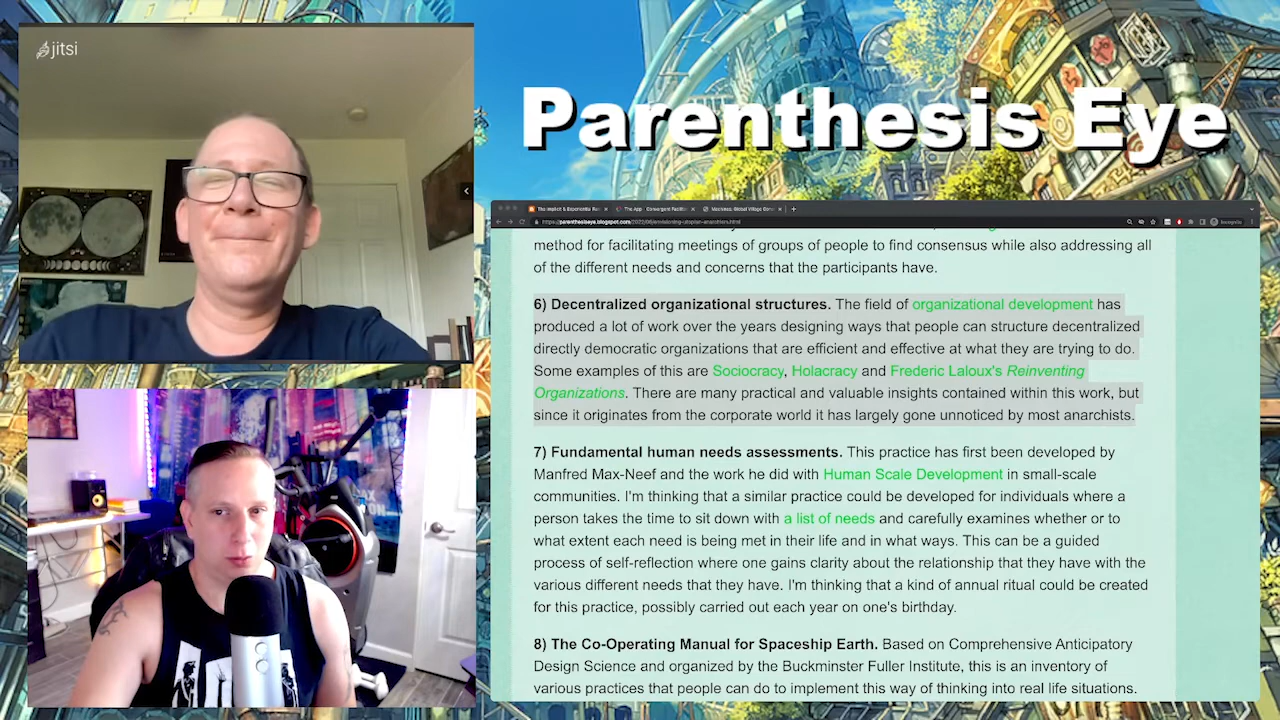 jitsi
Parenthesis Eye
https://parenthesiseye.blogspot.com/2022/06/envisioning-utopian-anarchism.html
method for facilitating meetings of groups of people to find consensus while also addressing all
of the different needs and concerns that the participants have.
6) Decentralized organizational structures. The field of organizational development has
produced a lot of work over the years designing ways that people can structure decentralized
directly democratic organizations that are efficient and effective at what they are trying to do.
Some examples of this are Sociocracy, Holacracy and Frederic Laloux's Reinventing
Organizations. There are many practical and valuable insights contained within this work, but
since it originates from the corporate world it has largely gone unnoticed by most anarchists.
7) Fundamental human needs assessments. This practice has first been developed by
Manfred Max-Neef and the work he did with Human Scale Development in small-scale
communities. I'm thinking that a similar practice could be developed for individuals where a
person takes the time to sit down with a list of needs and carefully examines whether or to
what extent each need is being met in their life and in what ways. This can be a guided
process of self-reflection where one gains clarity about the relationship that they have with the
various different needs that they have. I'm thinking that a kind of annual ritual could be created
for this practice, possibly carried out each year on one's birthday.
8) The Co-Operating Manual for Spaceship Earth. Based on Comprehensive Anticipatory
Design Science and organized by the Buckminster Fuller Institute, this is an inventory of
various practices that people can do to implement this way of thinking into real life situations.